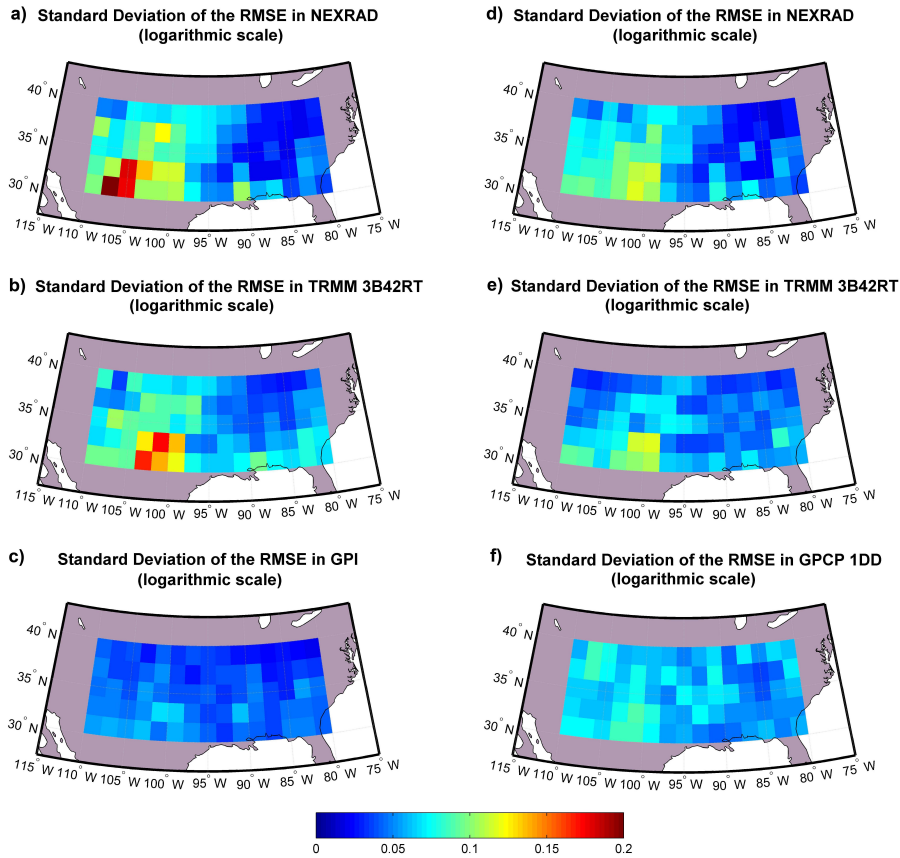 a) Standard Deviation of the RMSE in NEXRAD
(logarithmic scale)
40° N
35° N
30° N
115° W 110° W 105° W 100° W 95° W 90° W 85° W 80° W 75° W
d) Standard Deviation of the RMSE in NEXRAD
(logarithmic scale)
40° N
35° N
30° N
115° W 110° W 105° W 100° W 95° W 90° W 85° W 80° W 75° W
b) Standard Deviation of the RMSE in TRMM 3B42RT
(logarithmic scale)
40° N
35° N
30° N
115° W 110° W 105° W 100° W 95° W 90° W 85° W 80° W 75° W
e) Standard Deviation of the RMSE in TRMM 3B42RT
(logarithmic scale)
40° N
35° N
30° N
115° W 110° W 105° W 100° W 95° W 90° W 85° W 80° W 75° W
c) Standard Deviation of the RMSE in GPI
(logarithmic scale)
40° N
35° N
30° N
115° W 110° W 105° W 100° W 95° W 90° W 85° W 80° W 75° W
f) Standard Deviation of the RMSE in GPCP 1DD
(logarithmic scale)
40° N
35° N
30° N
115° W 110° W 105° W 100° W 95° W 90° W 85° W 80° W 75° W
0 0.05 0.1 0.15 0.2